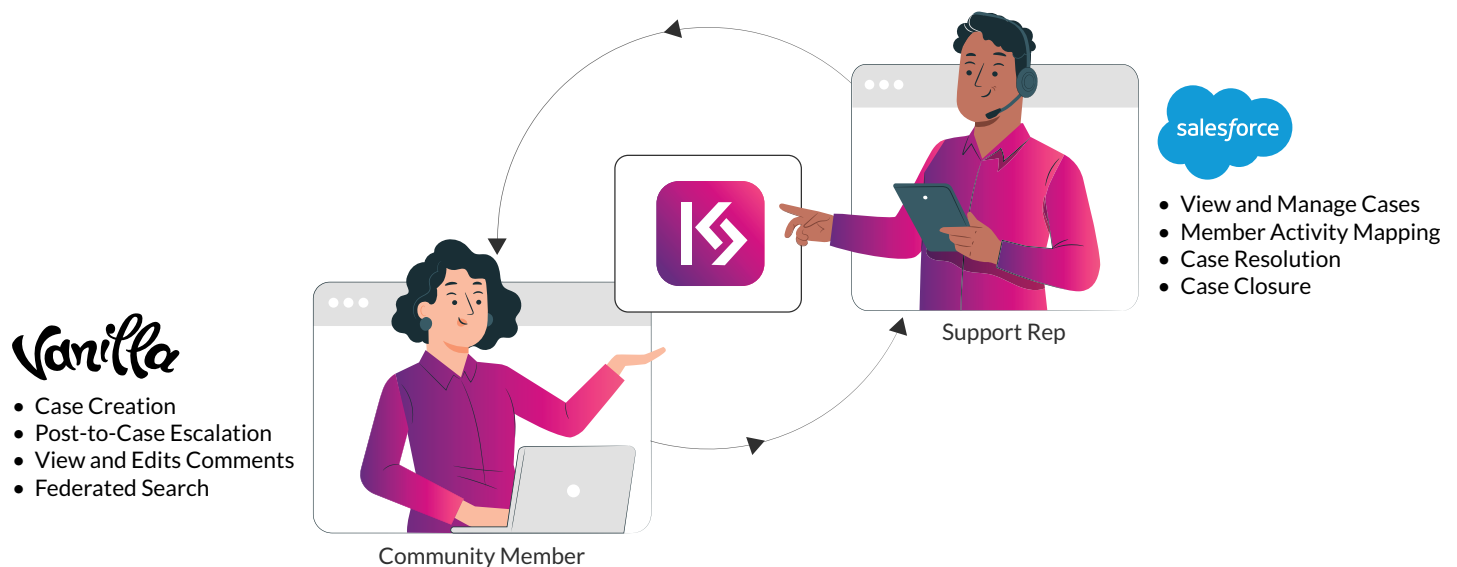 salesforce
• View and Manage Cases
• Member Activity Mapping
• Case Resolution
• Case Closure
Support Rep
Vanilla
• Case Creation
• Post-to-Case Escalation
• View and Edits Comments
• Federated Search
Community Member